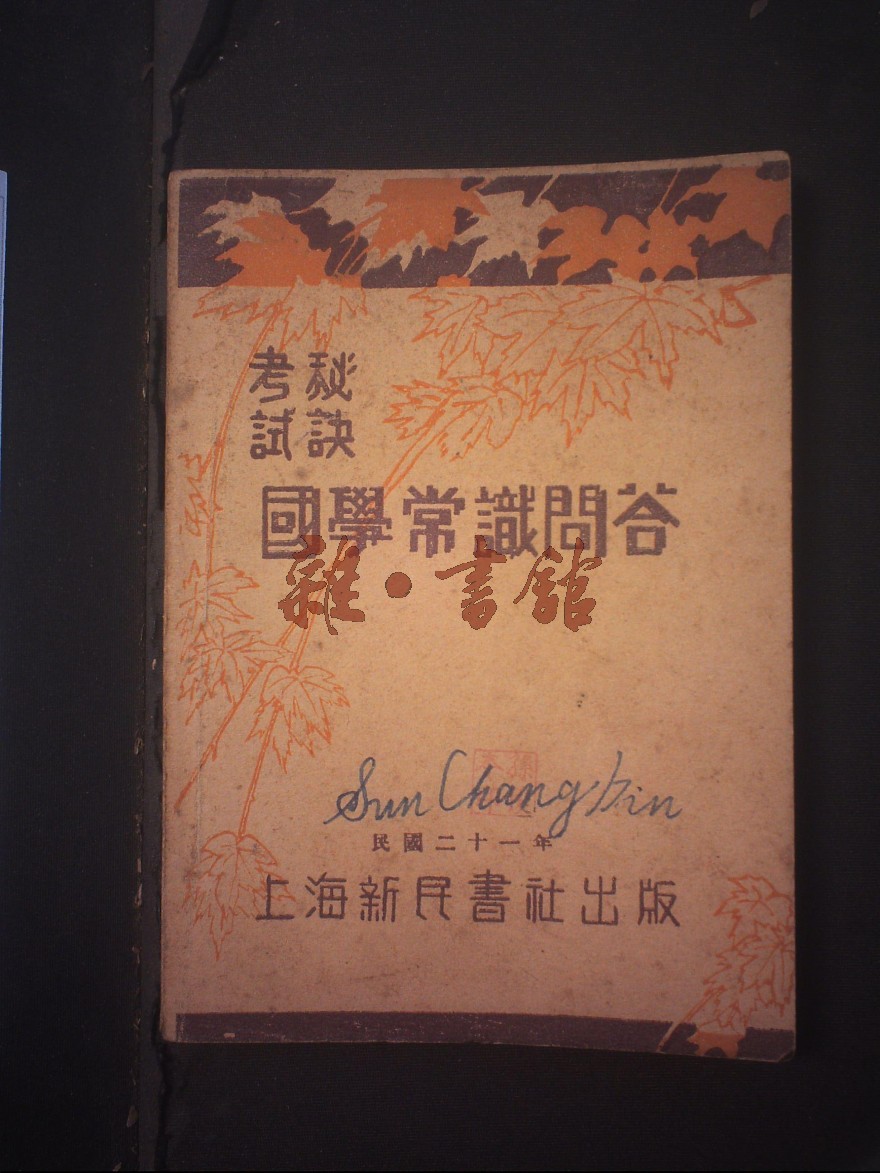 考試秘訣
國學常識問答
雜·書館
Sun Chang
民國二十一年
上海新民書社出版